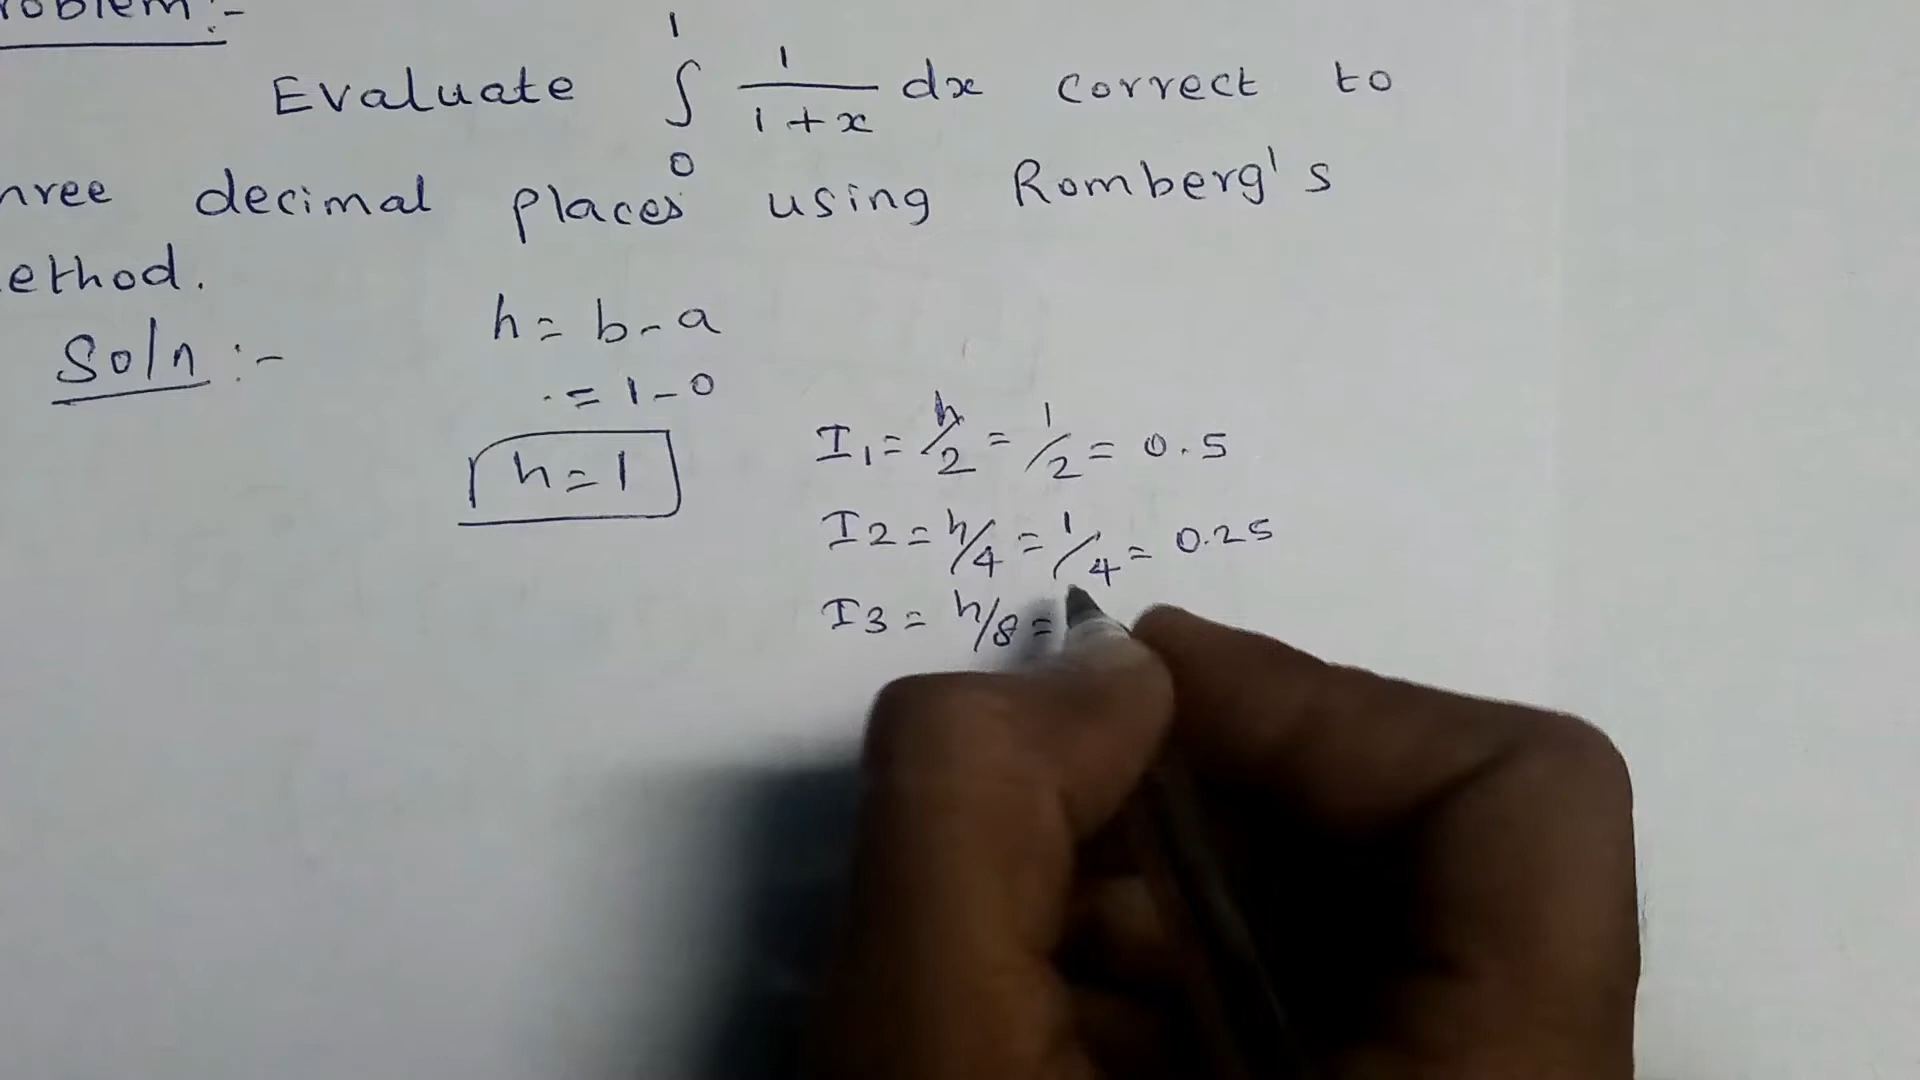 roblem :-
Evaluate ∫₀¹ 1/(1+x) dx correct to
hree decimal places using Romberg's
ethod.
Soln :-
h = b - a
= 1 - 0
h = 1
I1 = h/2 = 1/2 = 0.5
I2 = h/4 = 1/4 = 0.25
I3 = h/8 =